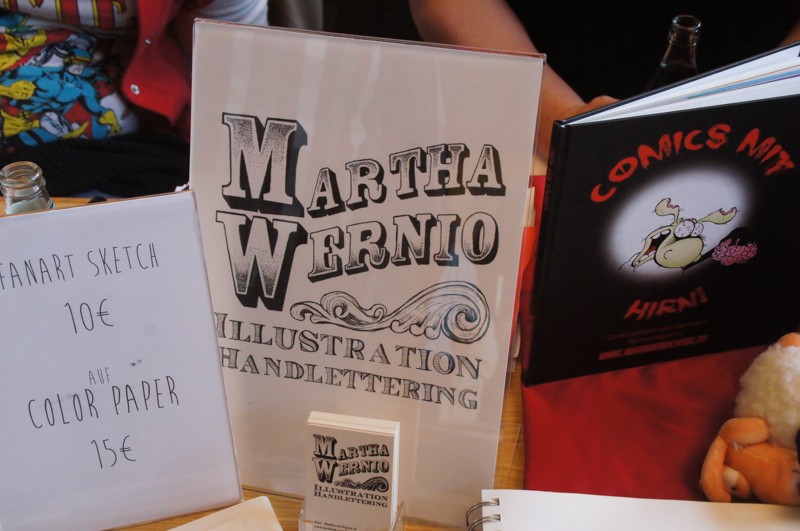 FANART SKETCH
10€
AUF
COLOR PAPER
15€
MARTHA
WERNIO
ILLUSTRATION
HANDLETTERING
MARTHA
WERNIO
ILLUSTRATION
HANDLETTERING
COMICS MIT
HIRNi